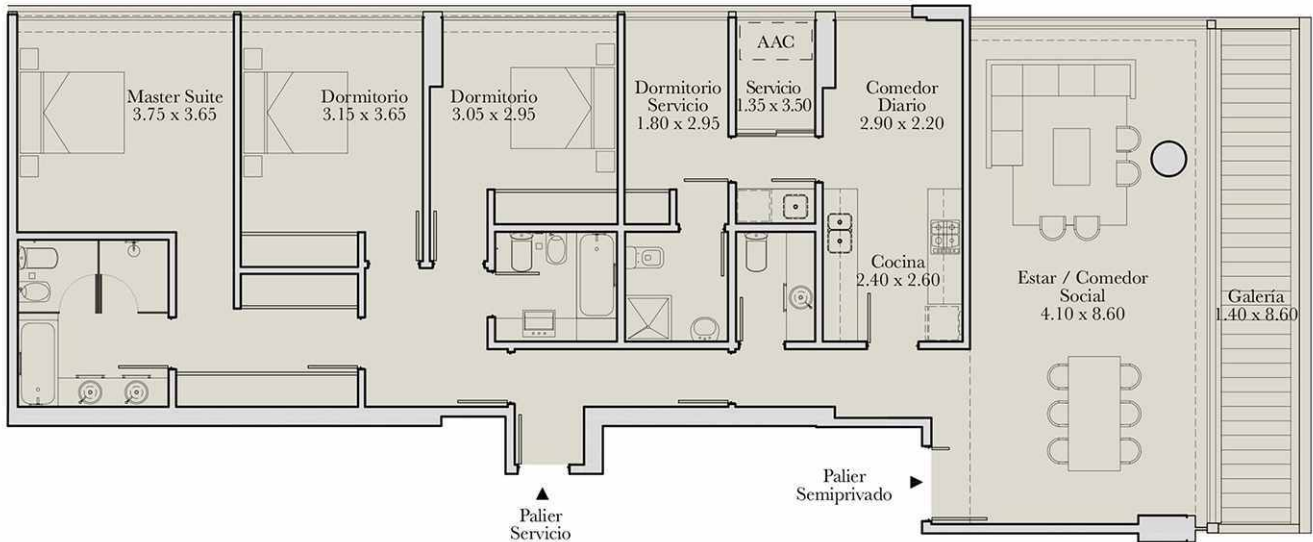 Master Suite
3.75 x 3.65
Dormitorio
3.15 x 3.65
Dormitorio
3.05 x 2.95
Dormitorio
Servicio
1.80 x 2.95
AAC
Servicio
1.35 x 3.50
Comedor
Diario
2.90 x 2.20
Cocina
2.40 x 2.60
Estar / Comedor
Social
4.10 x 8.60
Galería
1.40 x 8.60
Palier
Servicio
Palier
Semiprivado